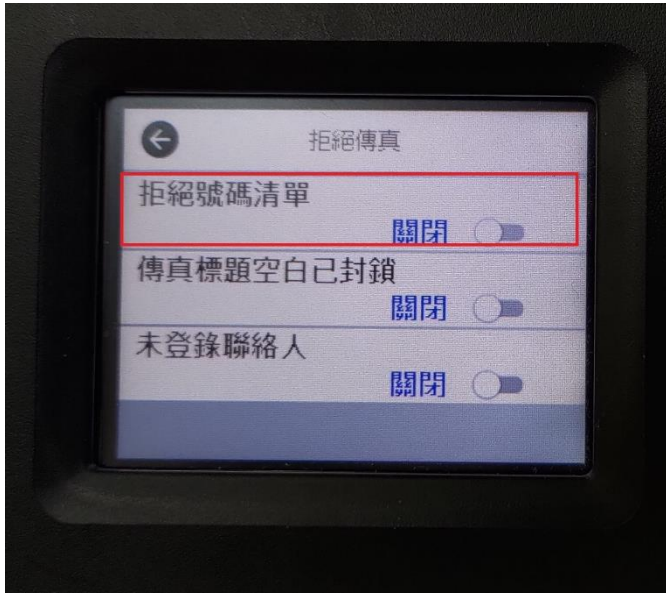 拒絕傳真
拒絕號碼清單
關閉
傳真標題空白已封鎖
關閉
未登錄聯絡人
關閉